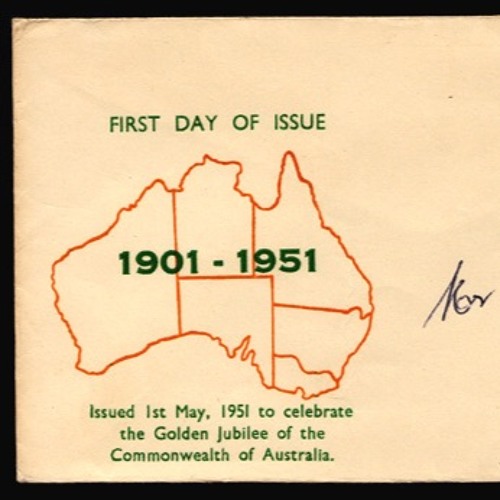 FIRST DAY OF ISSUE
1901 - 1951
Issued 1st May, 1951 to celebrate
the Golden Jubilee of the
Commonwealth of Australia.